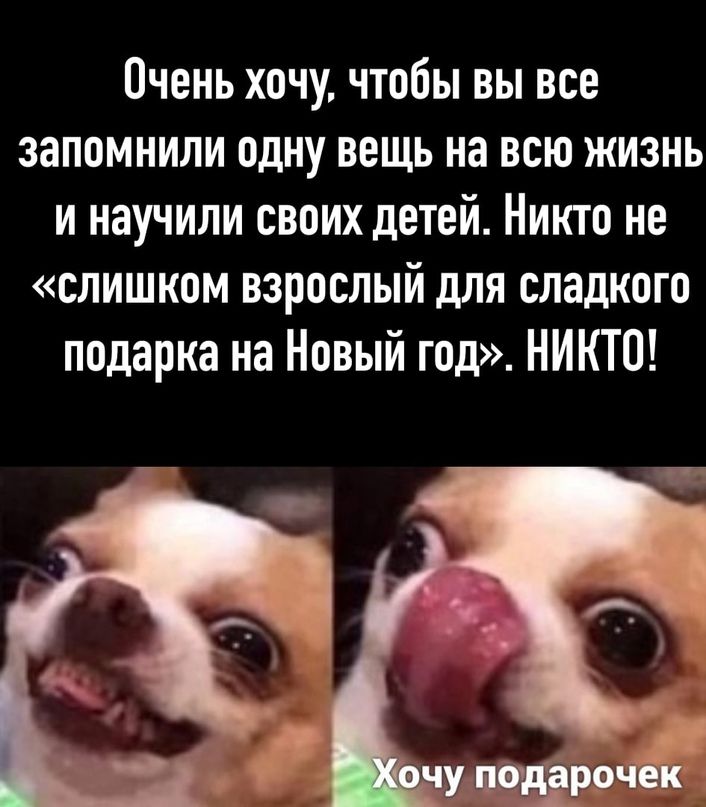 Очень хочу, чтобы вы все
запомнили одну вещь на всю жизнь
и научили своих детей. Никто не
«слишком взрослый для сладкого
подарка на Новый год». НИКТО!
Хочу подарочек